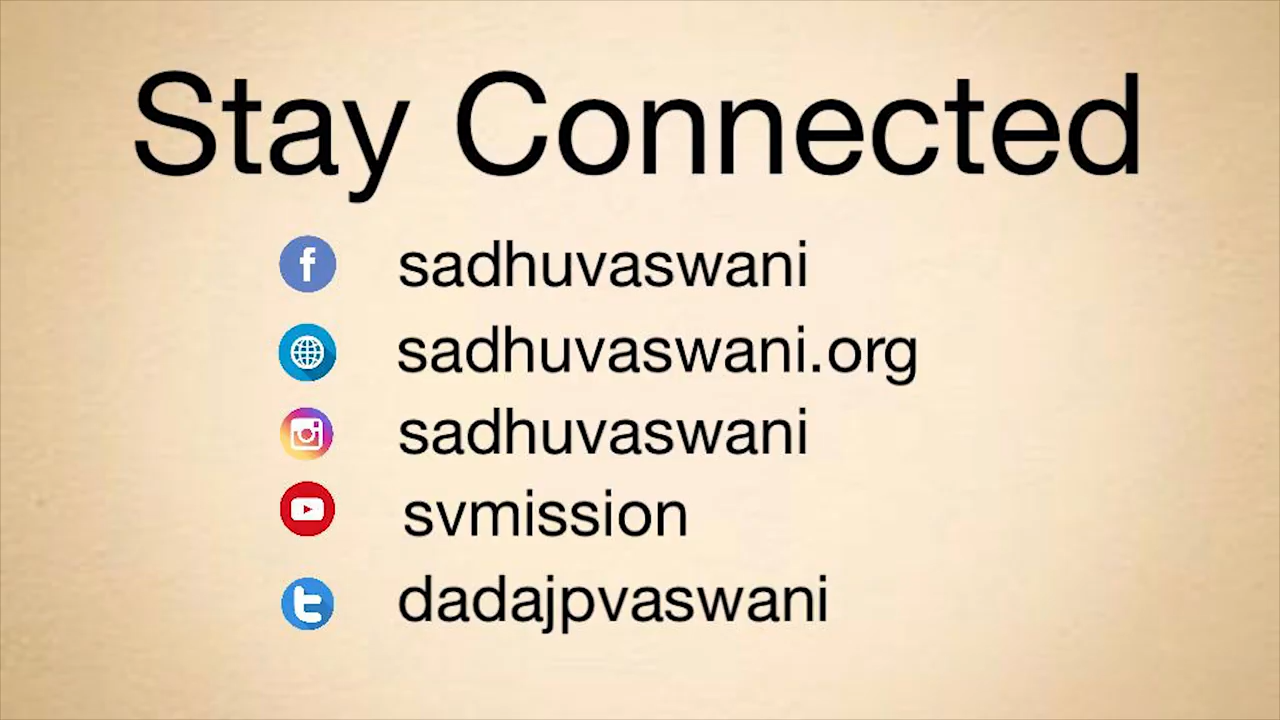 Stay Connected
sadhuvaswani
sadhuvaswani.org
sadhuvaswani
svmission
dadajpvaswani